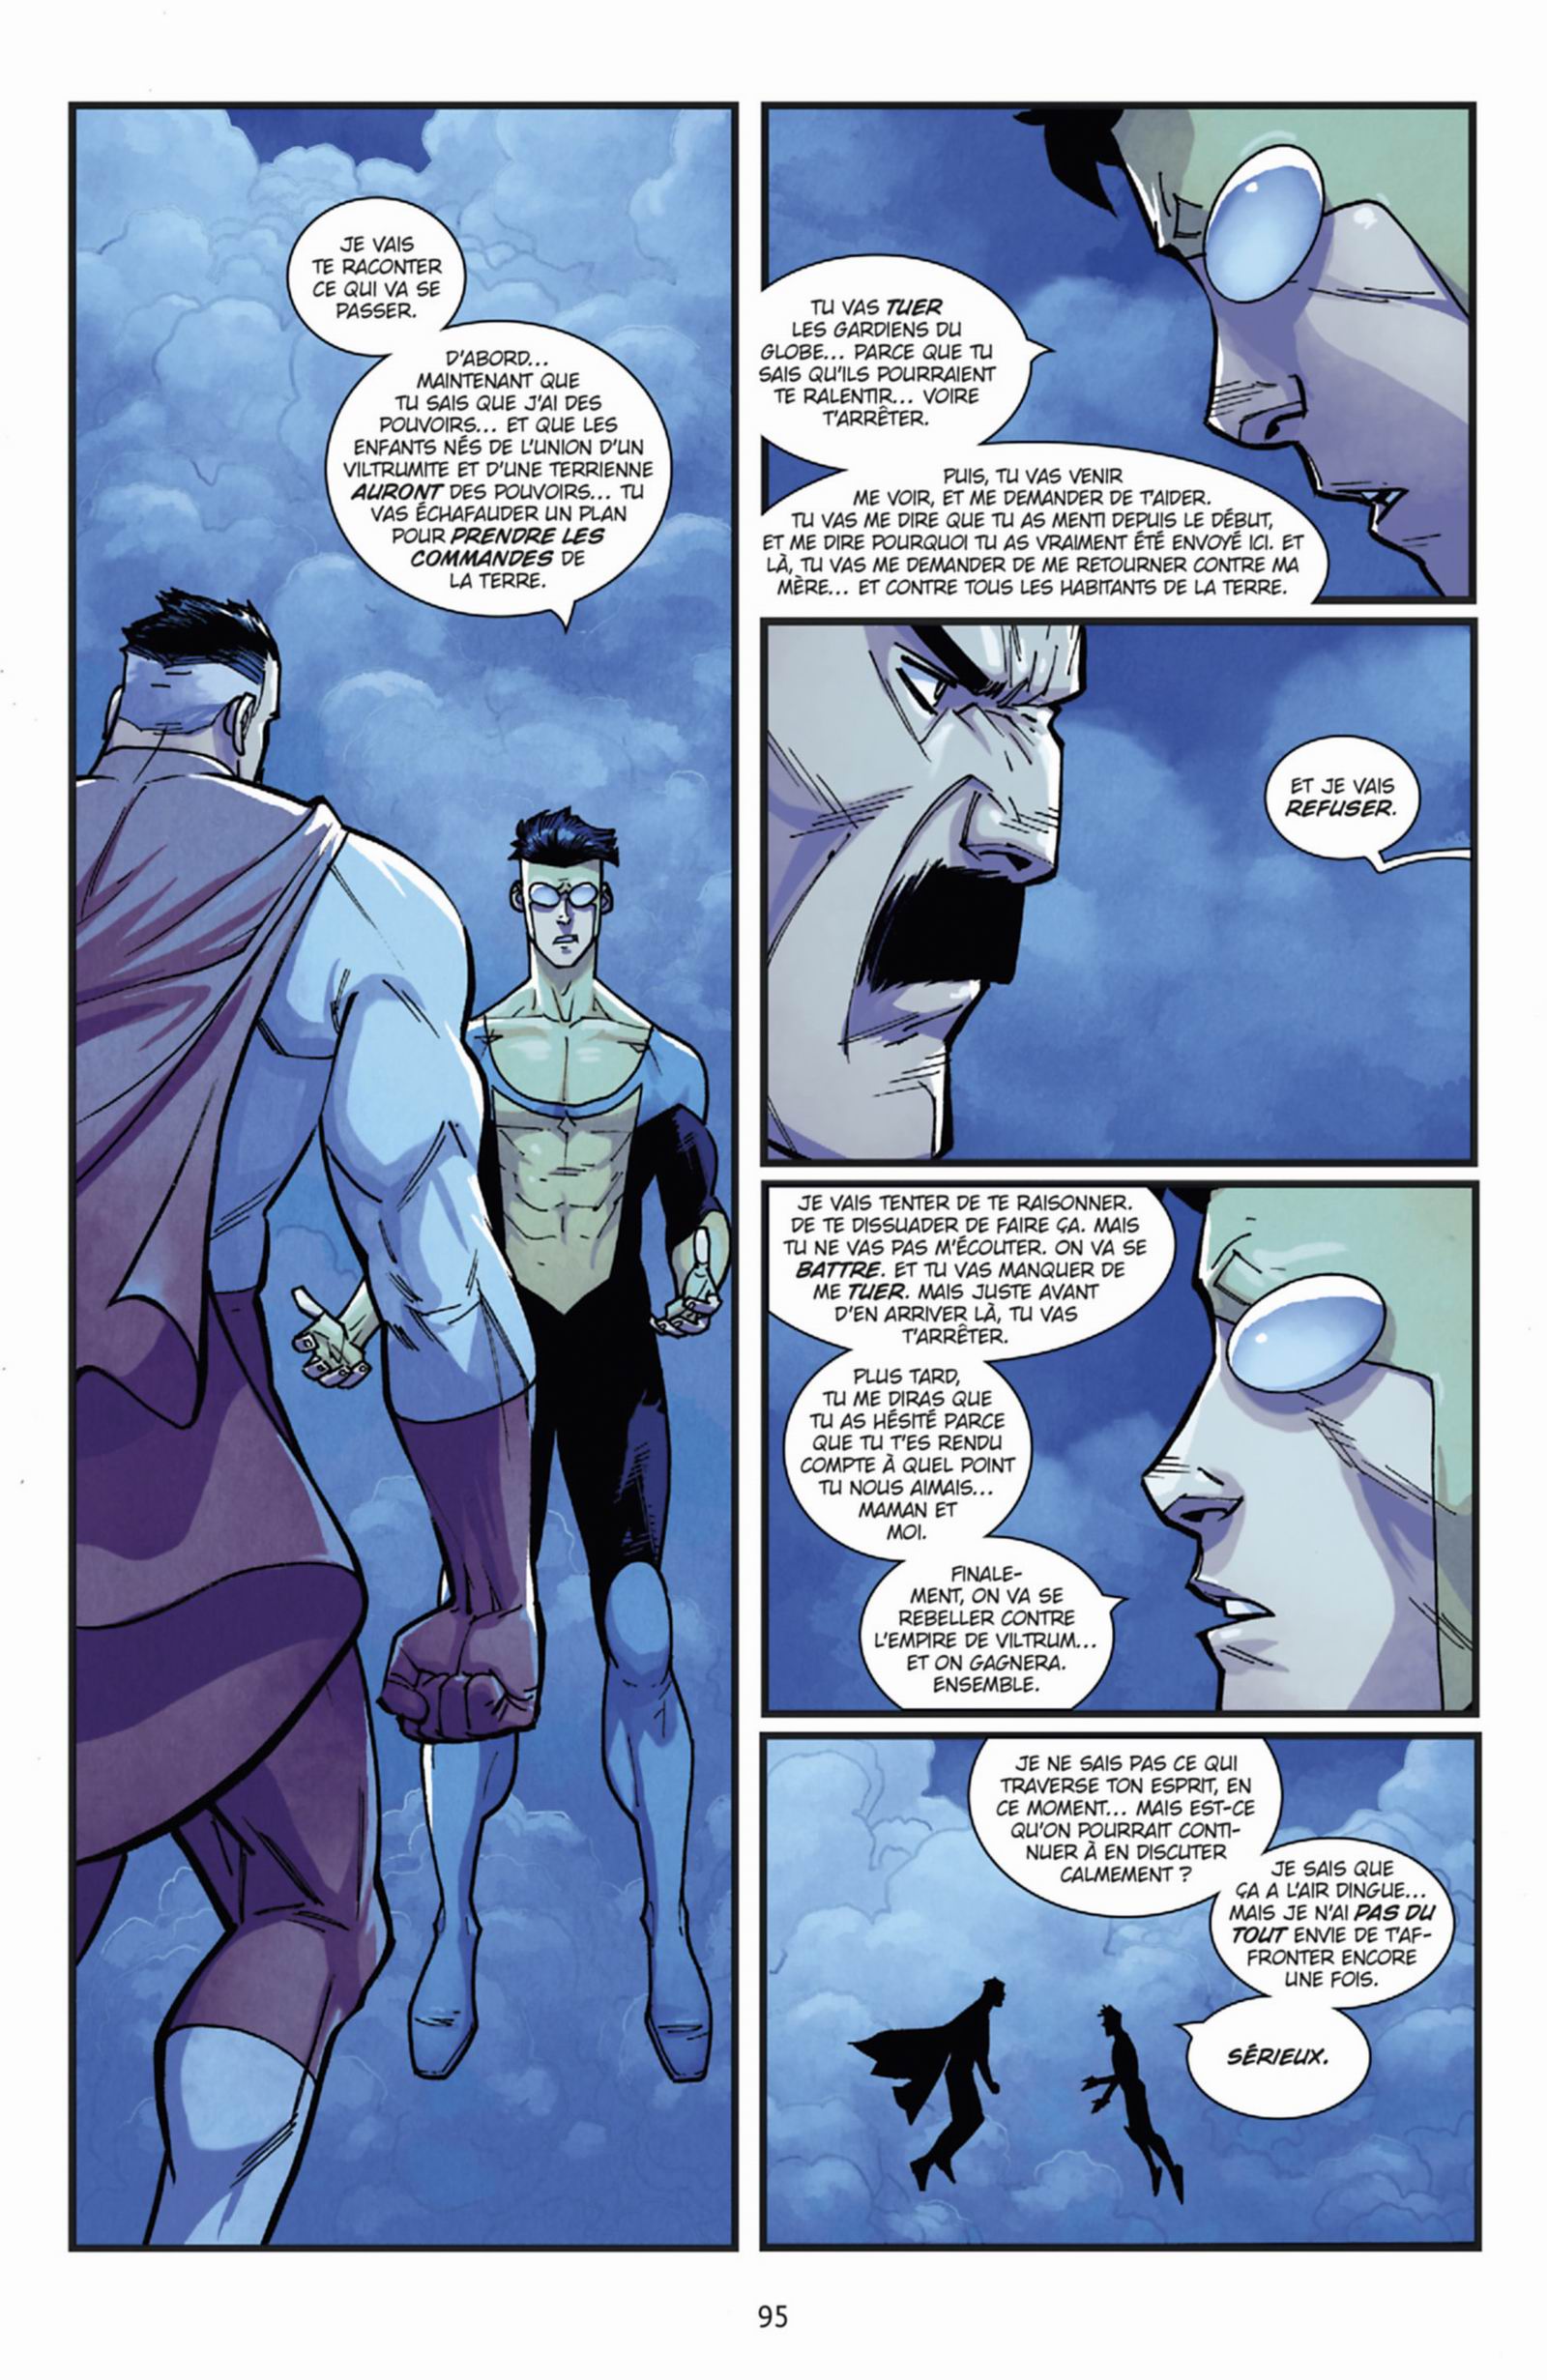 JE VAIS
TE RACONTER
CE QUI VA SE
PASSER.
D'ABORD...
MAINTENANT QUE
TU SAIS QUE J'AI DES
POUVOIRS... ET QUE LES
ENFANTS NÉS DE L'UNION D'UN
VILTRUMITE ET D'UNE TERRIENNE
AURONT DES POUVOIRS... TU
VAS ÉCHAFAUDER UN PLAN
POUR PRENDRE LES
COMMANDES DE
LA TERRE.
TU VAS TUER
LES GARDIENS DU
GLOBE... PARCE QUE TU
SAIS QU'ILS POURRAIENT
TE RALENTIR... VOIRE
T'ARRÊTER.
PUIS, TU VAS VENIR
ME VOIR, ET ME DEMANDER DE T'AIDER.
TU VAS ME DIRE QUE TU AS MENTI DEPUIS LE DÉBUT,
ET ME DIRE POURQUOI TU AS VRAIMENT ÉTÉ ENVOYÉ ICI. ET
LÀ, TU VAS ME DEMANDER DE ME RETOURNER CONTRE MA
MÈRE... ET CONTRE TOUS LES HABITANTS DE LA TERRE.
ET JE VAIS
REFUSER.
JE VAIS TENTER DE TE RAISONNER.
DE TE DISSUADER DE FAIRE ÇA. MAIS
TU NE VAS PAS M'ÉCOUTER. ON VA SE
BATTRE. ET TU VAS MANQUER DE
ME TUER. MAIS JUSTE AVANT
D'EN ARRIVER LÀ, TU VAS
T'ARRÊTER.
PLUS TARD,
TU ME DIRAS QUE
TU AS HÉSITÉ PARCE
QUE TU T'ES RENDU
COMPTE À QUEL POINT
TU NOUS AIMAIS...
MAMAN ET
MOI.
FINALE-
MENT, ON VA SE
REBELLER CONTRE
L'EMPIRE DE VILTRUM...
ET ON GAGNERA.
ENSEMBLE.
JE NE SAIS PAS CE QUI
TRAVERSE TON ESPRIT, EN
CE MOMENT... MAIS EST-CE
QU'ON POURRAIT CONTI-
NUER À EN DISCUTER
CALMEMENT ?
JE SAIS QUE
ÇA A L'AIR DINGUE...
MAIS JE N'AI PAS DU
TOUT ENVIE DE T'AF-
FRONTER ENCORE
UNE FOIS.
SÉRIEUX.
95